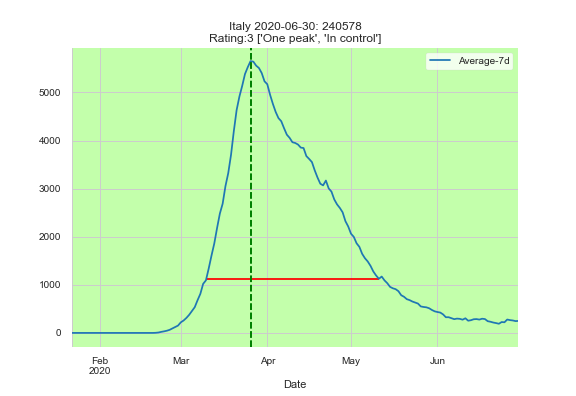 Italy 2020-06-30: 240578
Rating:3 ['One peak', 'In control']
Average-7d
5000
4000
3000
2000
1000
0
Feb
2020
Mar
Apr
May
Jun
Date